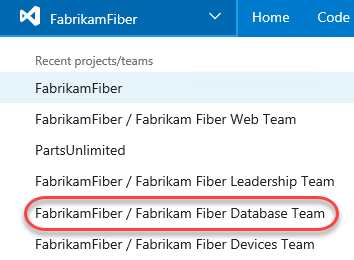 FabrikamFiber Home Code
Recent projects/teams
FabrikamFiber
FabrikamFiber / Fabrikam Fiber Web Team
PartsUnlimited
FabrikamFiber / Fabrikam Fiber Leadership Team
FabrikamFiber / Fabrikam Fiber Database Team
FabrikamFiber / Fabrikam Fiber Devices Team